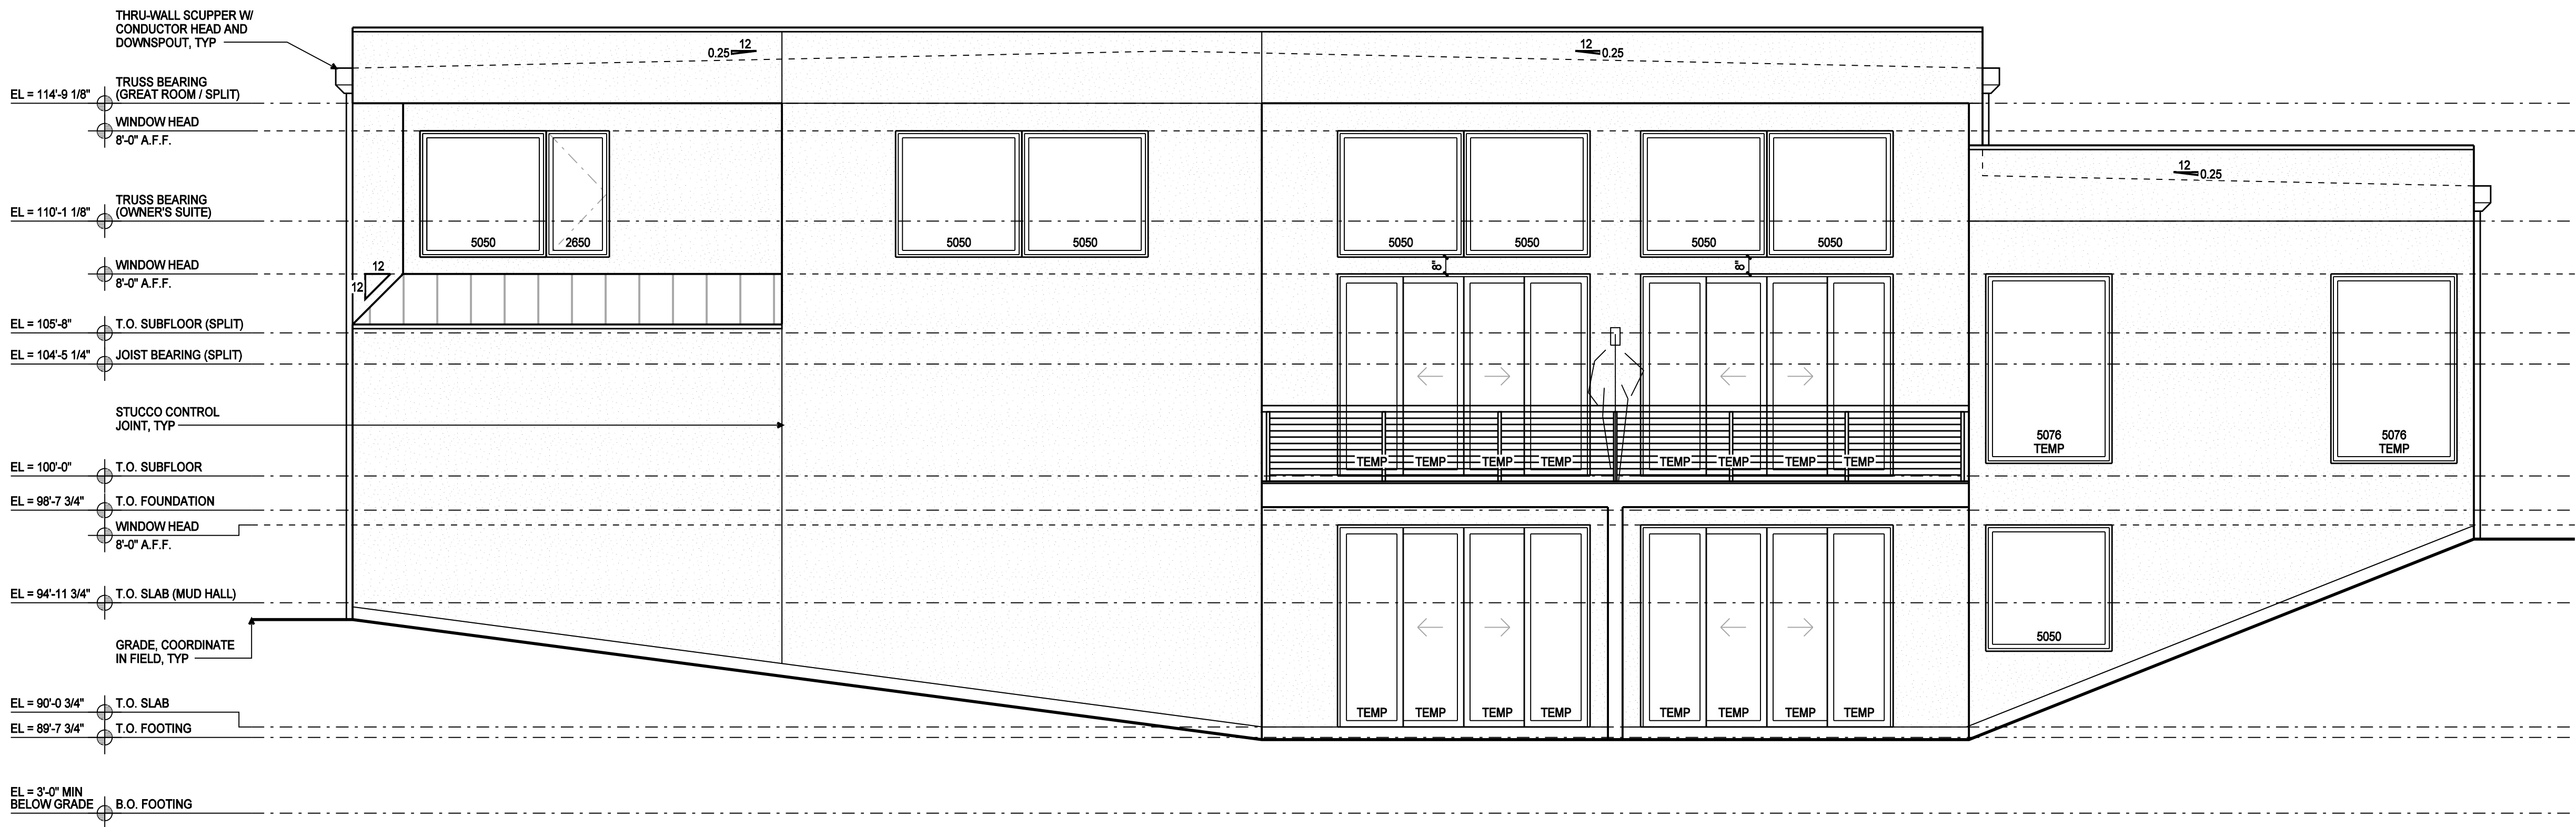 THRU-WALL SCUPPER W/
CONDUCTOR HEAD AND
DOWNSPOUT, TYP
12
0.25
12
0.25
EL = 114'-9 1/8"
TRUSS BEARING
(GREAT ROOM / SPLIT)
WINDOW HEAD
8'-0" A.F.F.
12
0.25
EL = 110'-1 1/8"
TRUSS BEARING
(OWNER'S SUITE)
5050
2650
5050
5050
5050
5050
5050
5050
WINDOW HEAD
8'-0" A.F.F.
12
12
8"
8"
EL = 105'-8"
T.O. SUBFLOOR (SPLIT)
EL = 104'-5 1/4"
JOIST BEARING (SPLIT)
STUCCO CONTROL
JOINT, TYP
5076
TEMP
5076
TEMP
EL = 100'-0"
T.O. SUBFLOOR
TEMP
TEMP
TEMP
TEMP
TEMP
TEMP
TEMP
TEMP
EL = 98'-7 3/4"
T.O. FOUNDATION
WINDOW HEAD
8'-0" A.F.F.
EL = 94'-11 3/4"
T.O. SLAB (MUD HALL)
GRADE, COORDINATE
IN FIELD, TYP
5050
EL = 90'-0 3/4"
T.O. SLAB
TEMP
TEMP
TEMP
TEMP
TEMP
TEMP
TEMP
TEMP
EL = 89'-7 3/4"
T.O. FOOTING
EL = 3'-0" MIN
BELOW GRADE
B.O. FOOTING